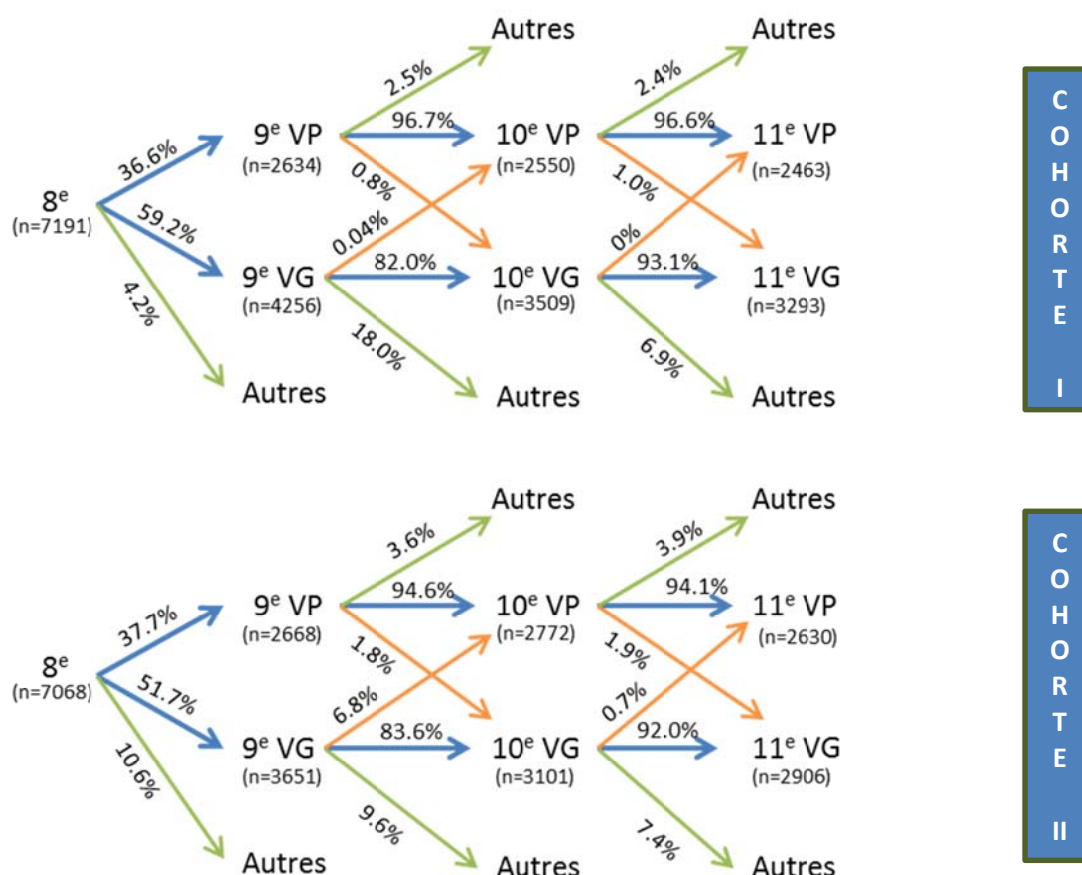 Autres
Autres
2.5%
2.4%
9e VP
96.7%
10e VP
96.6%
11e VP
(n=2634)
(n=2550)
(n=2463)
36.6%
0.8%
1.0%
8e
(n=7191)
59.2%
0.04%
0%
9e VG
82.0%
10e VG
93.1%
11e VG
(n=4256)
(n=3509)
(n=3293)
4.2%
18.0%
6.9%
Autres
Autres
Autres
C
O
H
O
R
T
E
I
Autres
Autres
3.6%
3.9%
9e VP
94.6%
10e VP
94.1%
11e VP
(n=2668)
(n=2772)
(n=2630)
37.7%
1.8%
1.9%
8e
(n=7068)
51.7%
6.8%
0.7%
9e VG
83.6%
10e VG
92.0%
11e VG
(n=3651)
(n=3101)
(n=2906)
10.6%
9.6%
7.4%
Autres
Autres
Autres
C
O
H
O
R
T
E
II